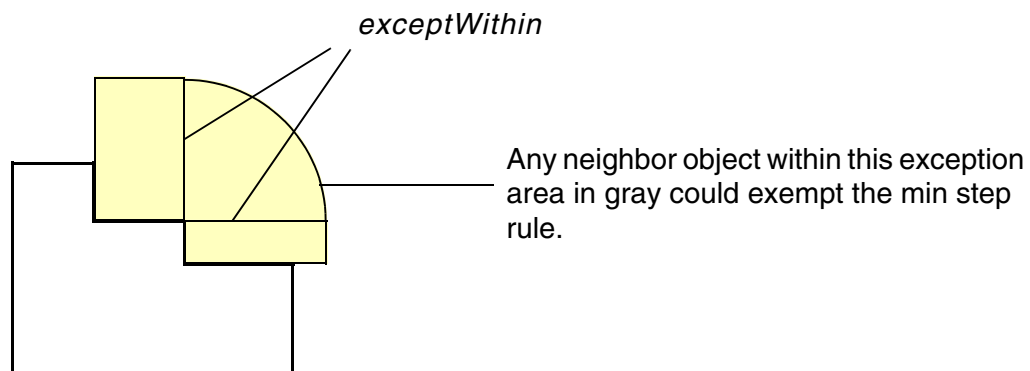 exceptWithin
Any neighbor object within this exception
area in gray could exempt the min step
rule.